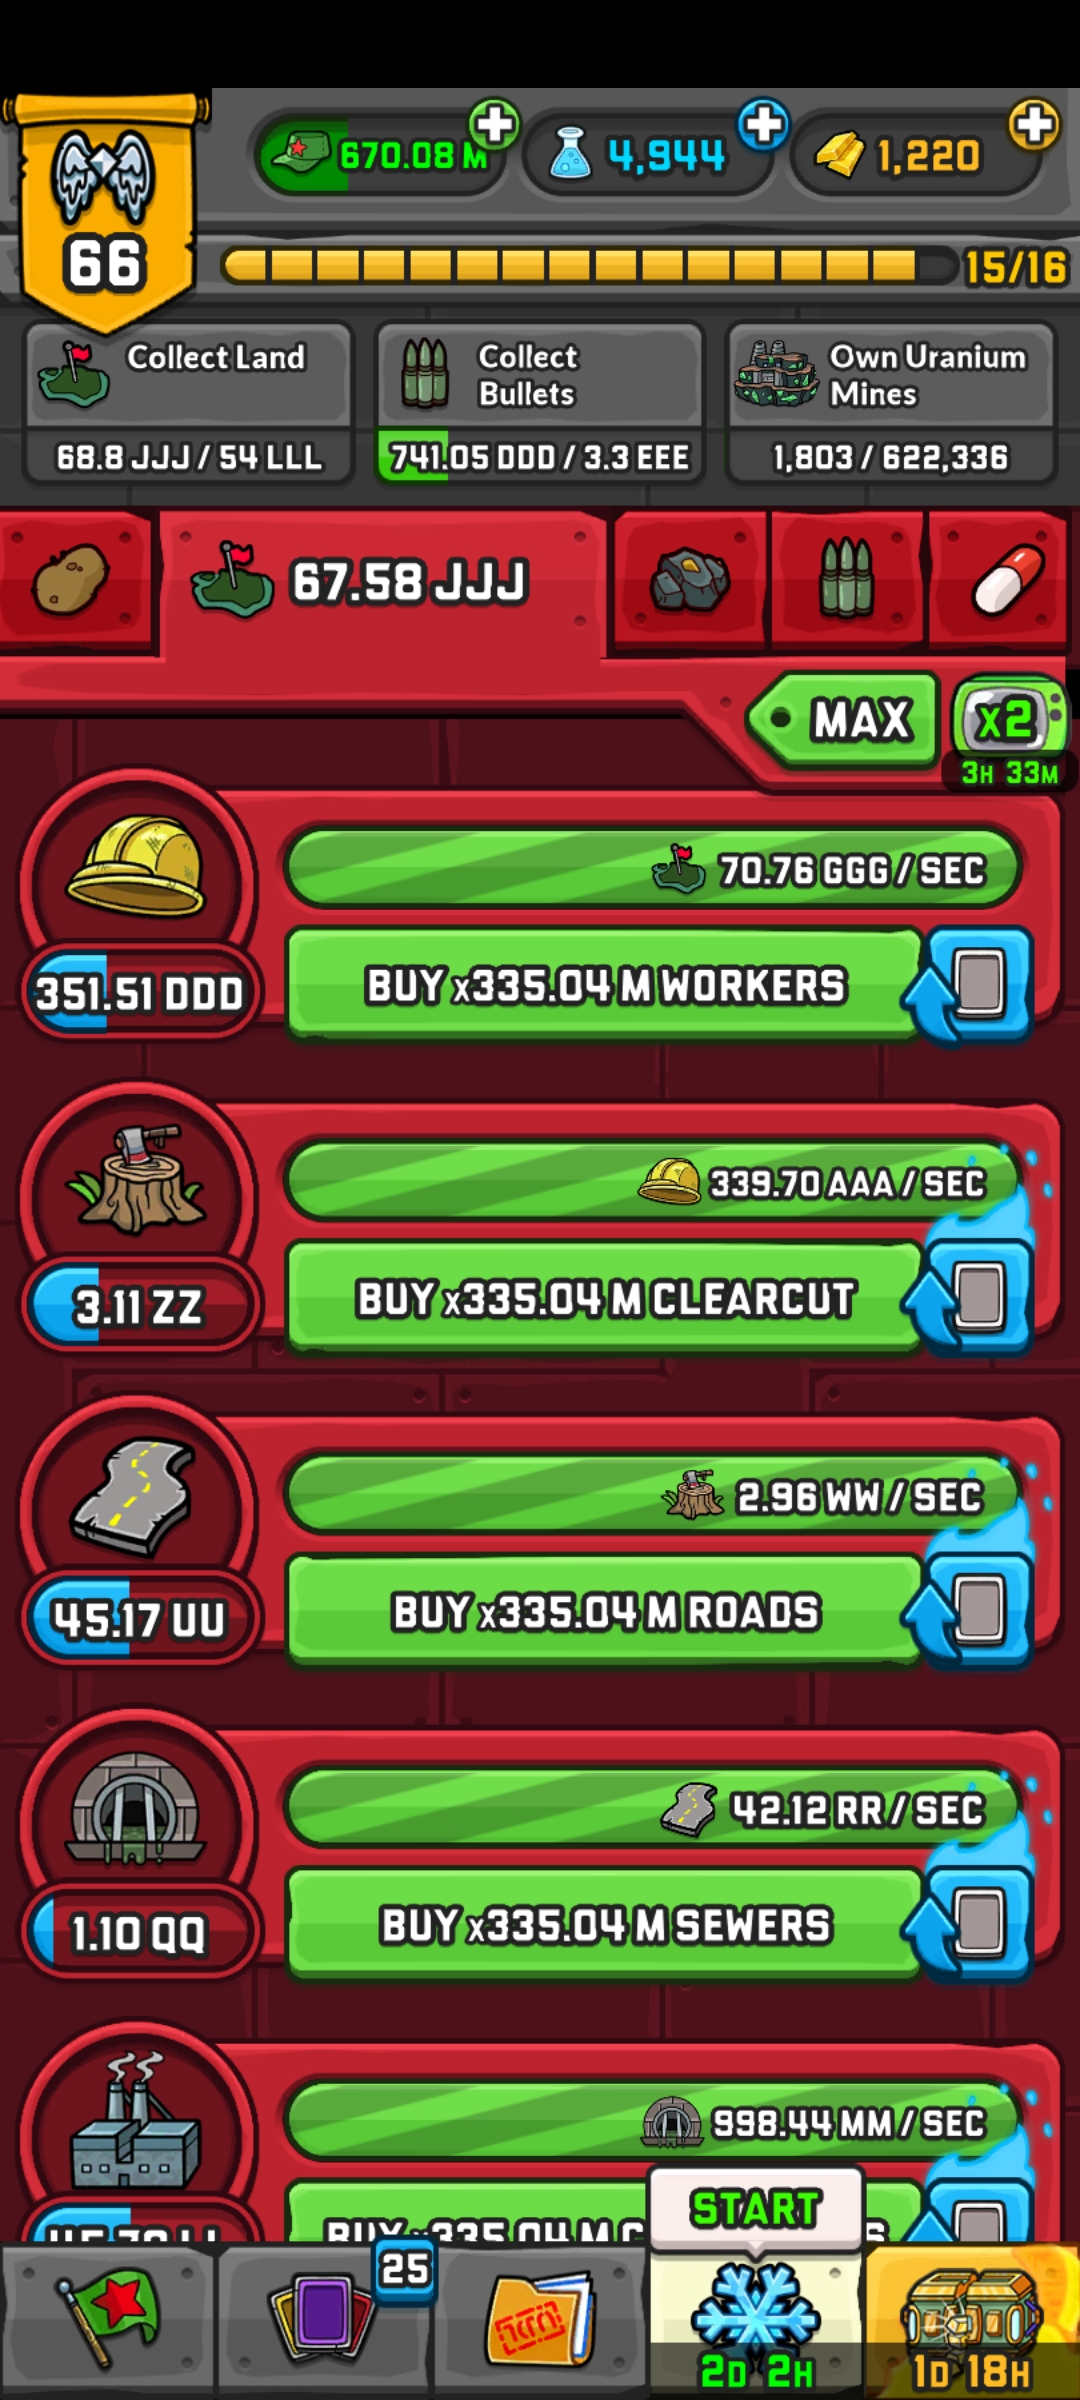 670.08 M
4,944
1,220
66
15/16
Collect Land
68.8 JJJ / 54 LLL
Collect
Bullets
741.05 DDD / 3.3 EEE
Own Uranium
Mines
1,803 / 622,336
67.58 JJJ
MAX
x2
3H 33M
70.76 GGG / SEC
351.51 DDD
BUY x335.04 M WORKERS
339.70 AAA / SEC
3.11 ZZ
BUY x335.04 M CLEARCUT
2.96 WW / SEC
45.17 UU
BUY x335.04 M ROADS
42.12 RR / SEC
1.10 QQ
BUY x335.04 M SEWERS
998.44 MM / SEC
BUY x335.04 M
START
25
2D 2H
1D 18H